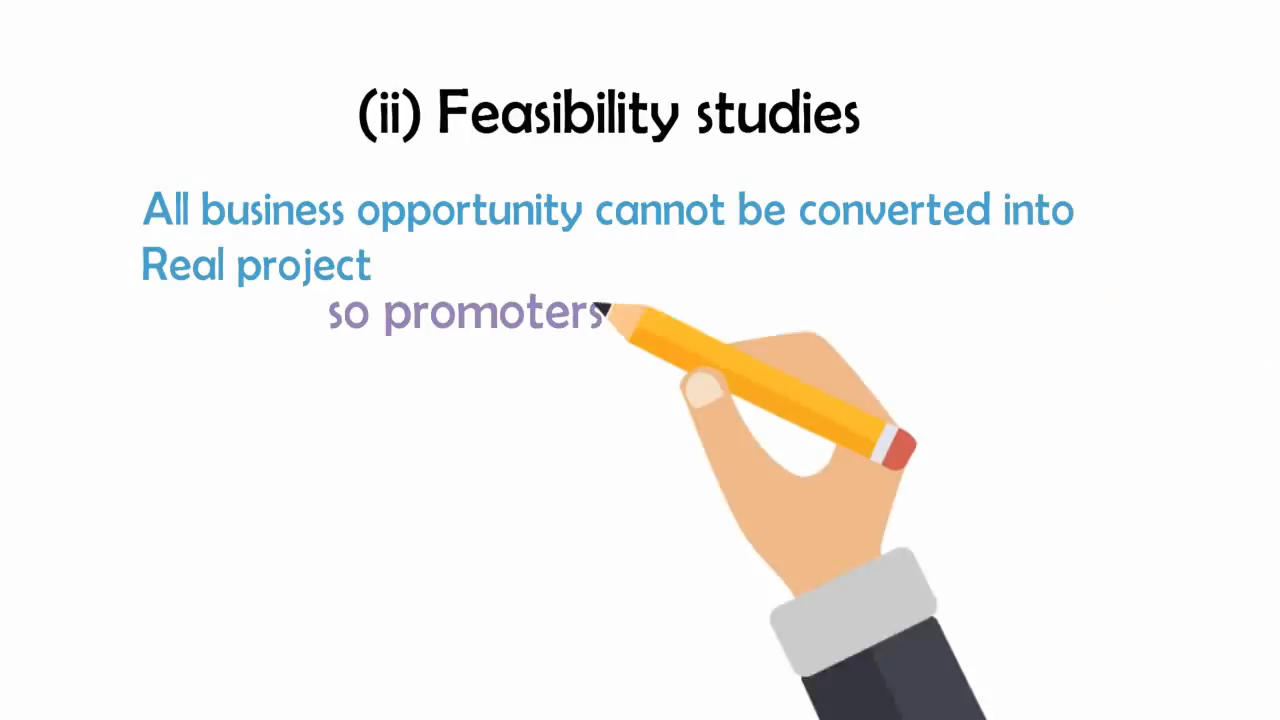 (ii) Feasibility studies
All business opportunity cannot be converted into
Real project
so promoters